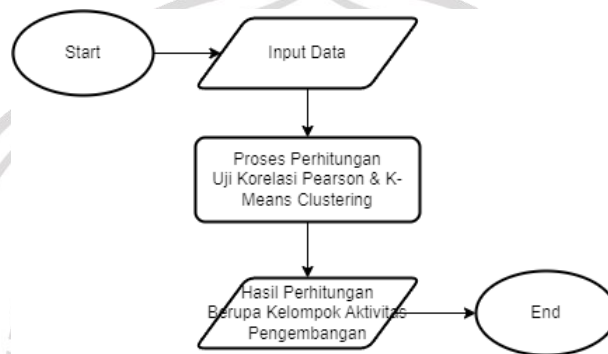 Start
Input Data
Proses Perhitungan
Uji Korelasi Pearson & K-
Means Clustering
Hasil Perhitungan
Berupa Kelompok Aktivitas
Pengembangan
End